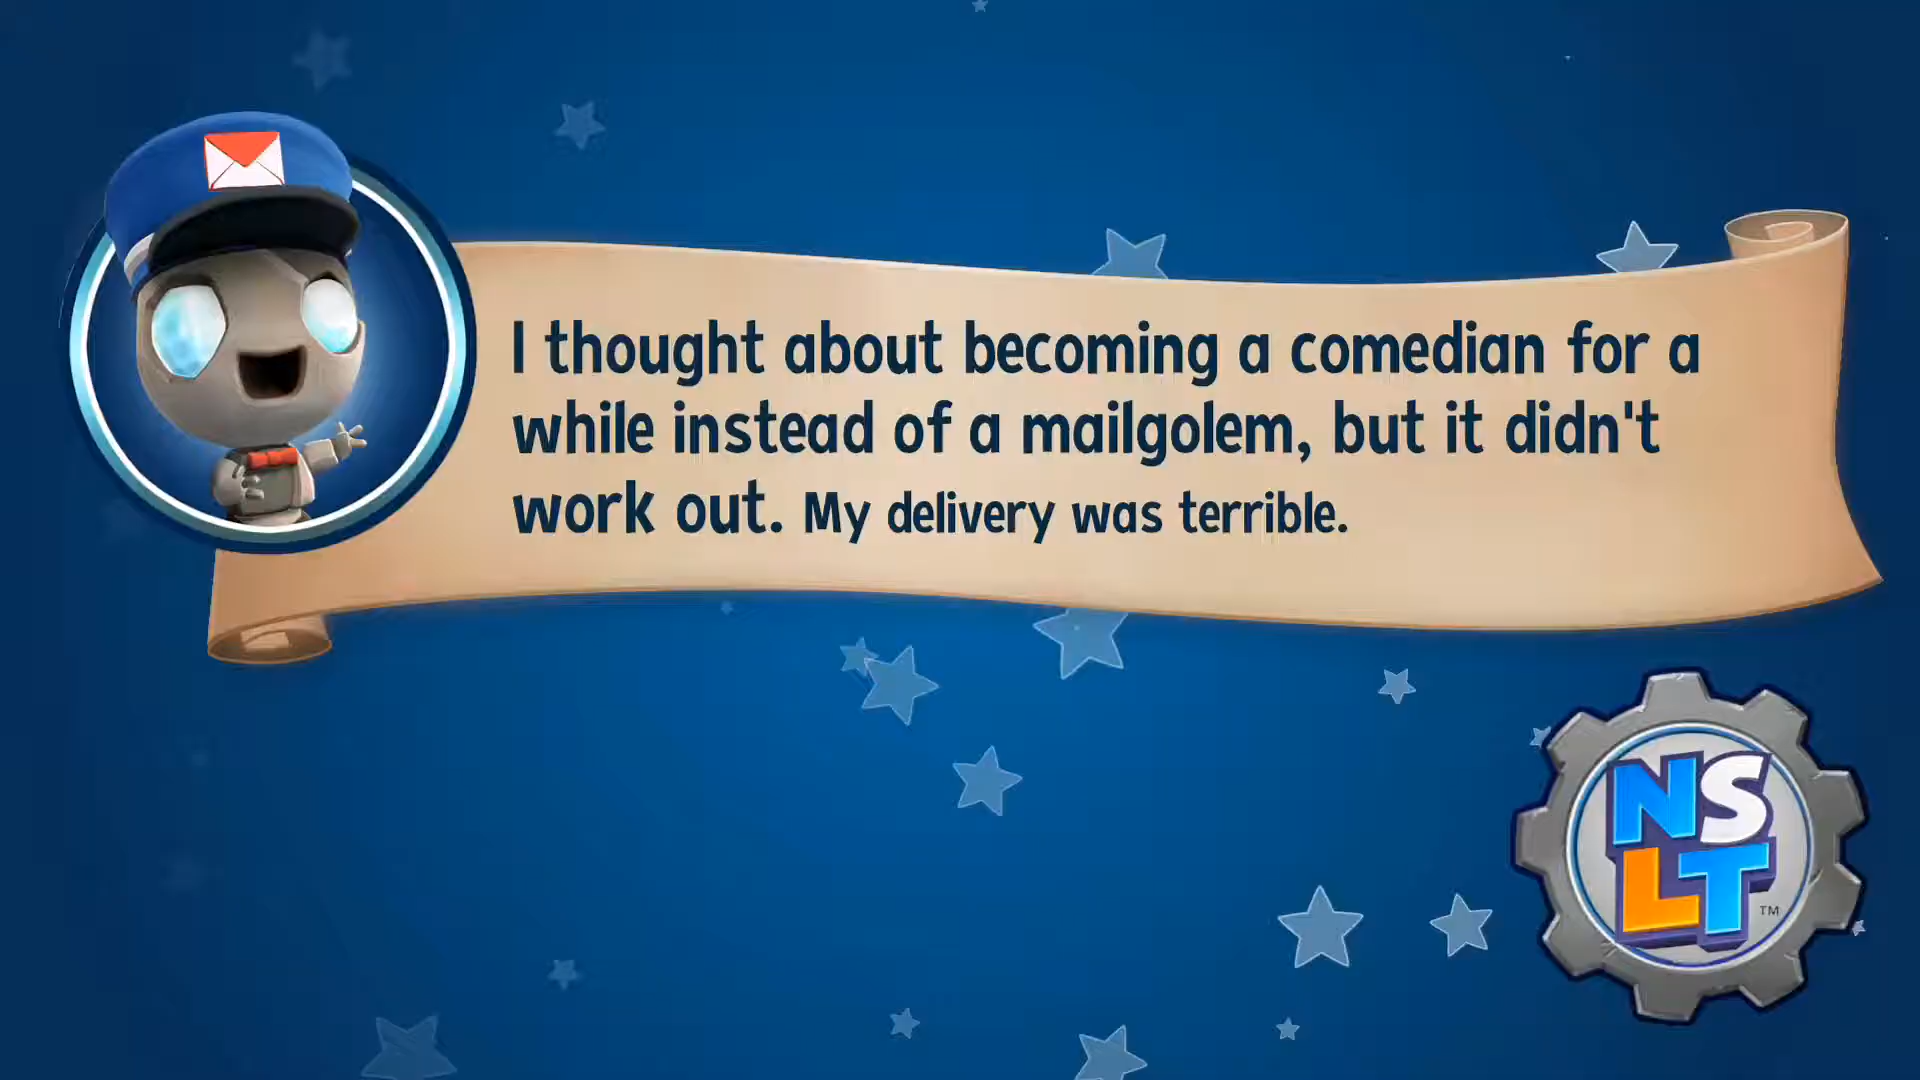 I thought about becoming a comedian for a
while instead of a mailgolem, but it didn't
work out. My delivery was terrible.
NS
LT
TM